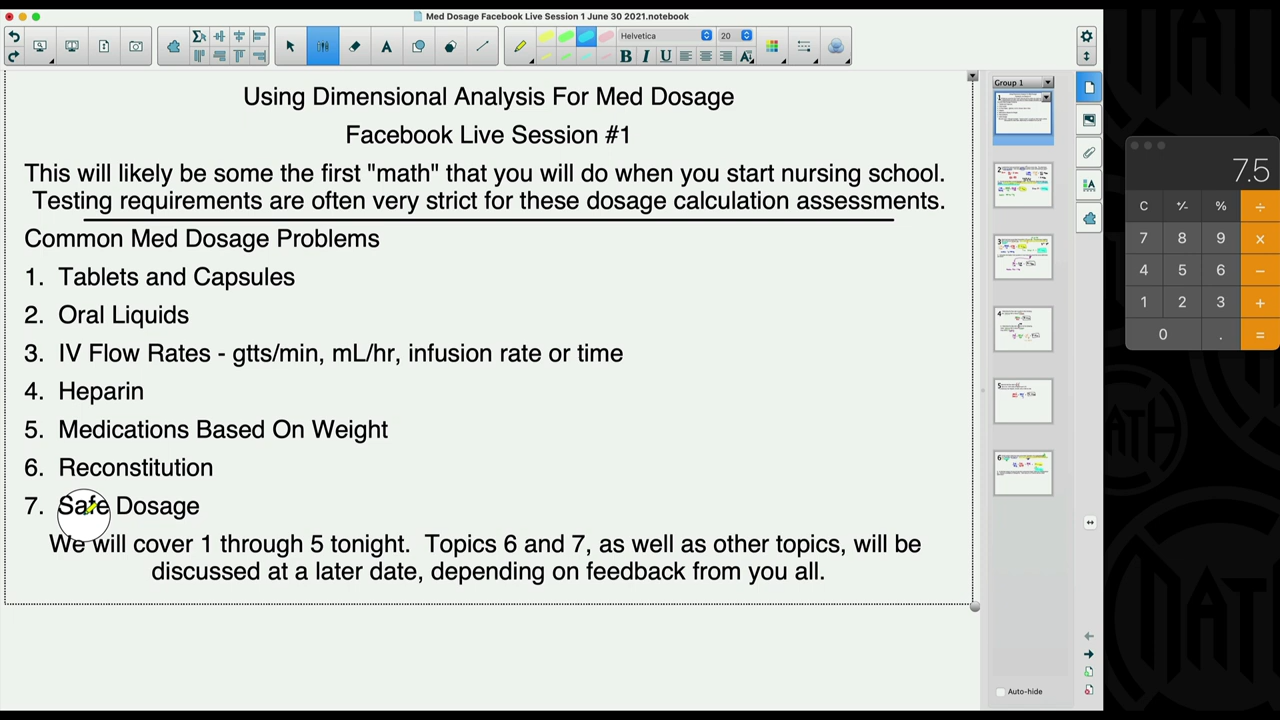 Med Dosage Facebook Live Session 1 June 30 2021.notebook
Helvetica
20
B I U
A
Using Dimensional Analysis For Med Dosage
Facebook Live Session #1
This will likely be some the first "math" that you will do when you start nursing school.
Testing requirements are often very strict for these dosage calculation assessments.
Common Med Dosage Problems
1. Tablets and Capsules
2. Oral Liquids
3. IV Flow Rates - gtts/min, mL/hr, infusion rate or time
4. Heparin
5. Medications Based On Weight
6. Reconstitution
7. Safe Dosage
We will cover 1 through 5 tonight. Topics 6 and 7, as well as other topics, will be
discussed at a later date, depending on feedback from you all.
Group 1
1
2
3
4
5
6
Auto-hide
7.5
C +/- % ÷
7 8 9 ×
4 5 6 −
1 2 3 +
0 . =